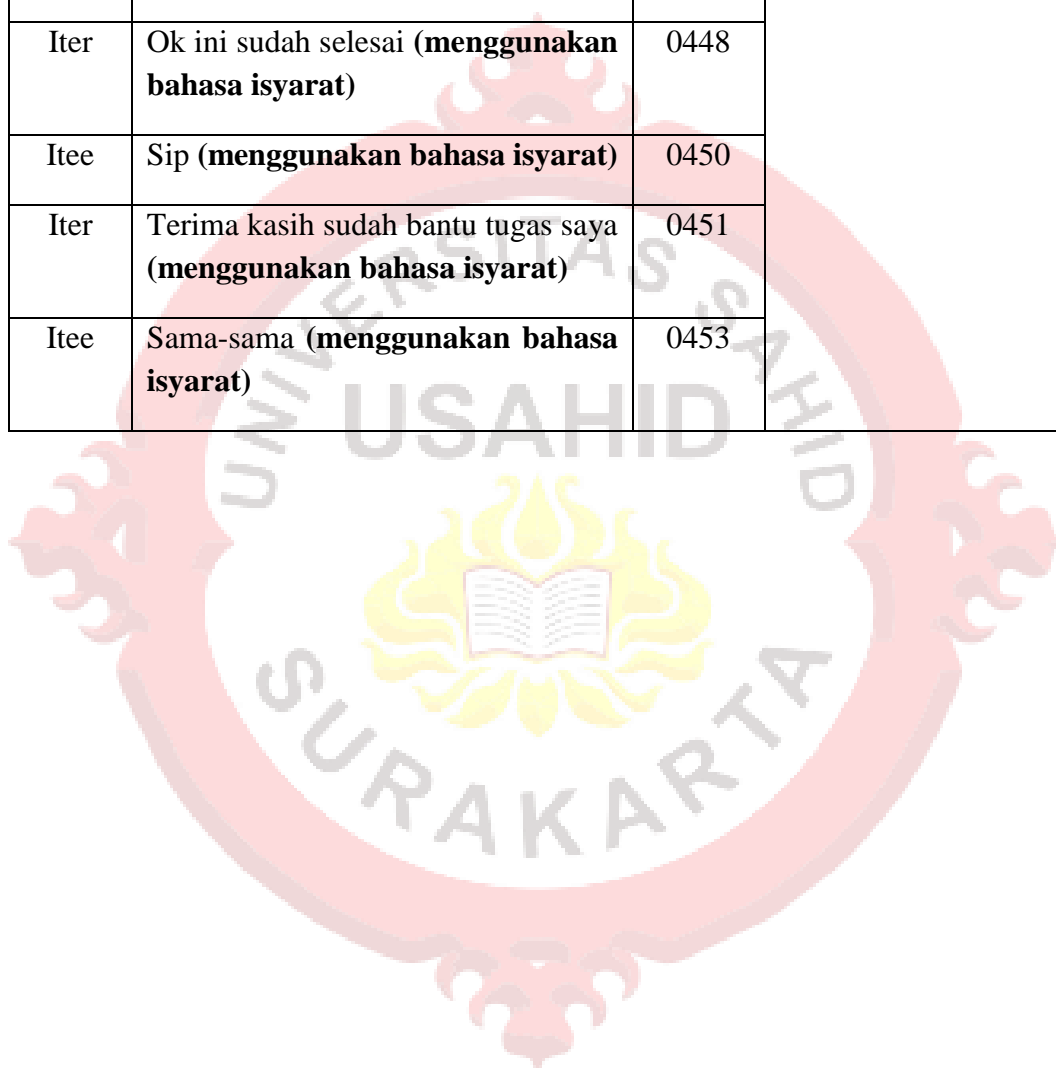 Iter Ok ini sudah selesai (menggunakan 0448
bahasa isyarat)
Itee Sip (menggunakan bahasa isyarat) 0450
Iter Terima kasih sudah bantu tugas saya 0451
(menggunakan bahasa isyarat)
Itee Sama-sama (menggunakan bahasa 0453
isyarat)
UNIVERSITAS SAHID
USAHID
SURAKARTA